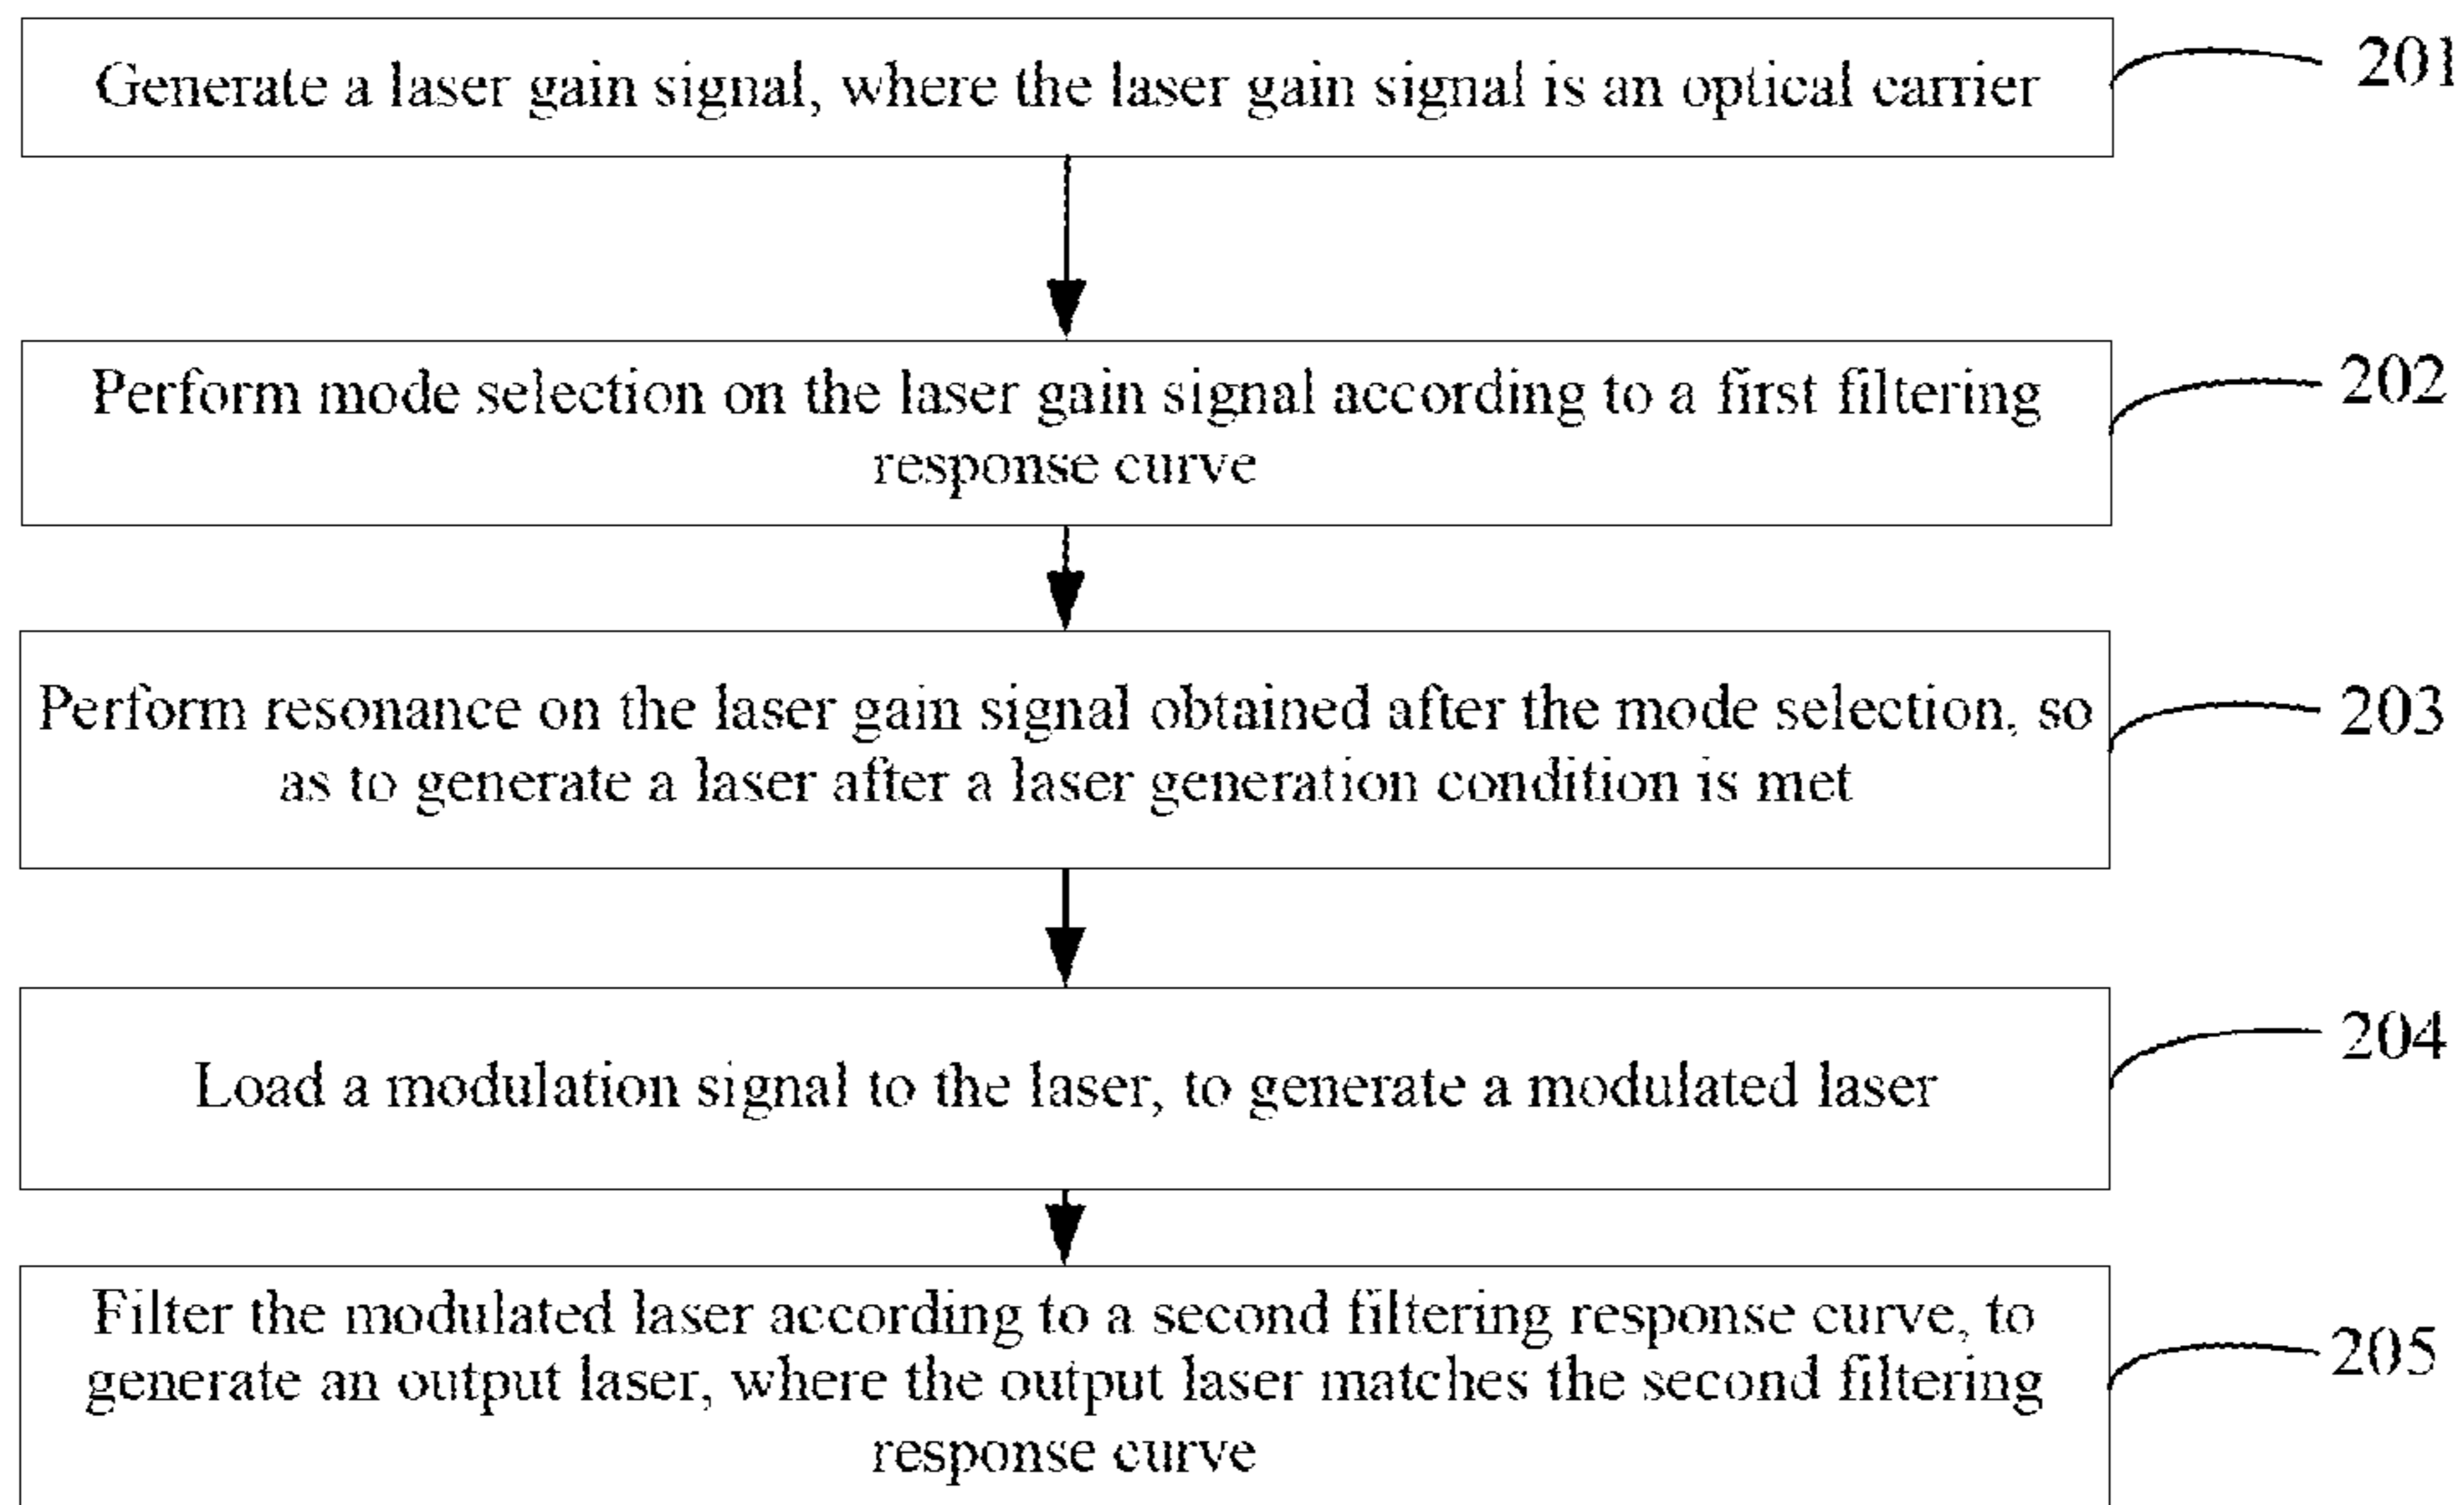 Generate a laser gain signal, where the laser gain signal is an optical carrier
201
Perform mode selection on the laser gain signal according to a first filtering
response curve
202
Perform resonance on the laser gain signal obtained after the mode selection, so
as to generate a laser after a laser generation condition is met
203
Load a modulation signal to the laser, to generate a modulated laser
204
Filter the modulated laser according to a second filtering response curve, to
generate an output laser, where the output laser matches the second filtering
response curve
205